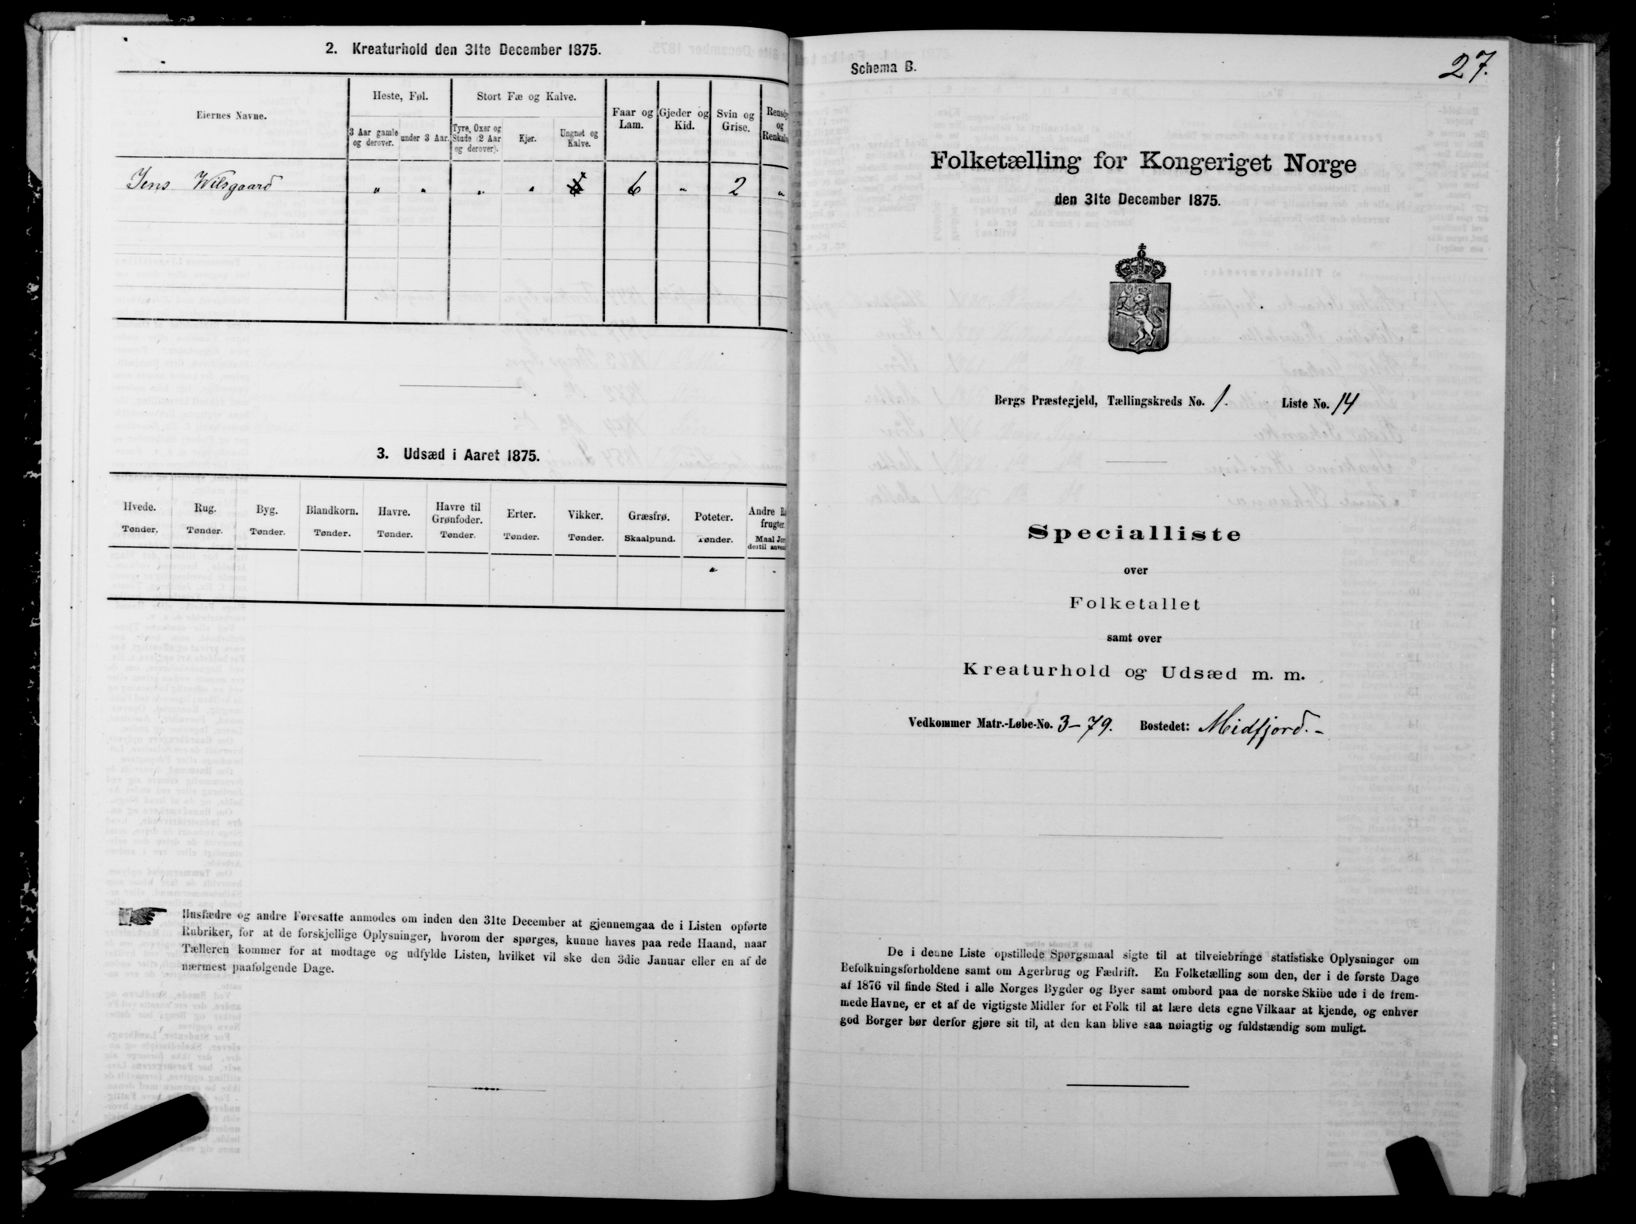 2. Kreaturhold den 31te December 1875.
Eiernes Navne.
Heste, Føl.
3 Aar gamle og derover.
under 3 Aar.
Stort Fæ og Kalve.
Tyre, Oxer og Stude (2 Aar og derover).
Kjør.
Ungnet og Kalve.
Faar og Lam.
Gjeder og Kid.
Svin og Grise.
Jens Wilsgaard " " " " 6 " 2 "
3. Udsæd i Aaret 1875.
Hvede. Tønder.
Rug. Tønder.
Byg. Tønder.
Blandkorn. Tønder.
Havre. Tønder.
Havre til Grønfoder. Tønder.
Erter. Tønder.
Vikker. Tønder.
Græsfrø. Skaalpund.
Poteter. Tønder.
Andre
Husfædre og andre Foresatte anmodes om inden den 31te December at gjennemgaa de i Listen opførte
Rubriker, for at de forskjellige Oplysninger, hvorom der spørges, kunne haves paa rede Haand, naar
Tælleren kommer for at modtage og udfylde Listen, hvilket vil ske den 3die Januar eller en af de
nærmest paafølgende Dage.
Schema B.
27.
Folketælling for Kongeriget Norge
den 31te December 1875.
Bergs Præstegjeld, Tællingskreds No. 1. Liste No. 14
Specialliste
over
Folketallet
samt over
Kreaturhold og Udsæd m. m.
Vedkommer Matr.-Løbe-No. 3-79. Bostedet: Midfjord.-
De i denne Liste opstillede Spørgsmaal sigte til at tilveiebringe statistiske Oplysninger om
Befolkningsforholdene samt om Agerbrug og Fædrift. En Folketælling som den, der i de første Dage
af 1876 vil finde Sted i alle Norges Bygder og Byer samt ombord paa de norske Skibe ude i de frem-
mede Havne, er et af de vigtigste Midler for et Folk til at lære dets egne Vilkaar at kjende, og enhver
god Borger bør derfor gjøre sit til, at den kan blive saa nøiagtig og fuldstændig som muligt.